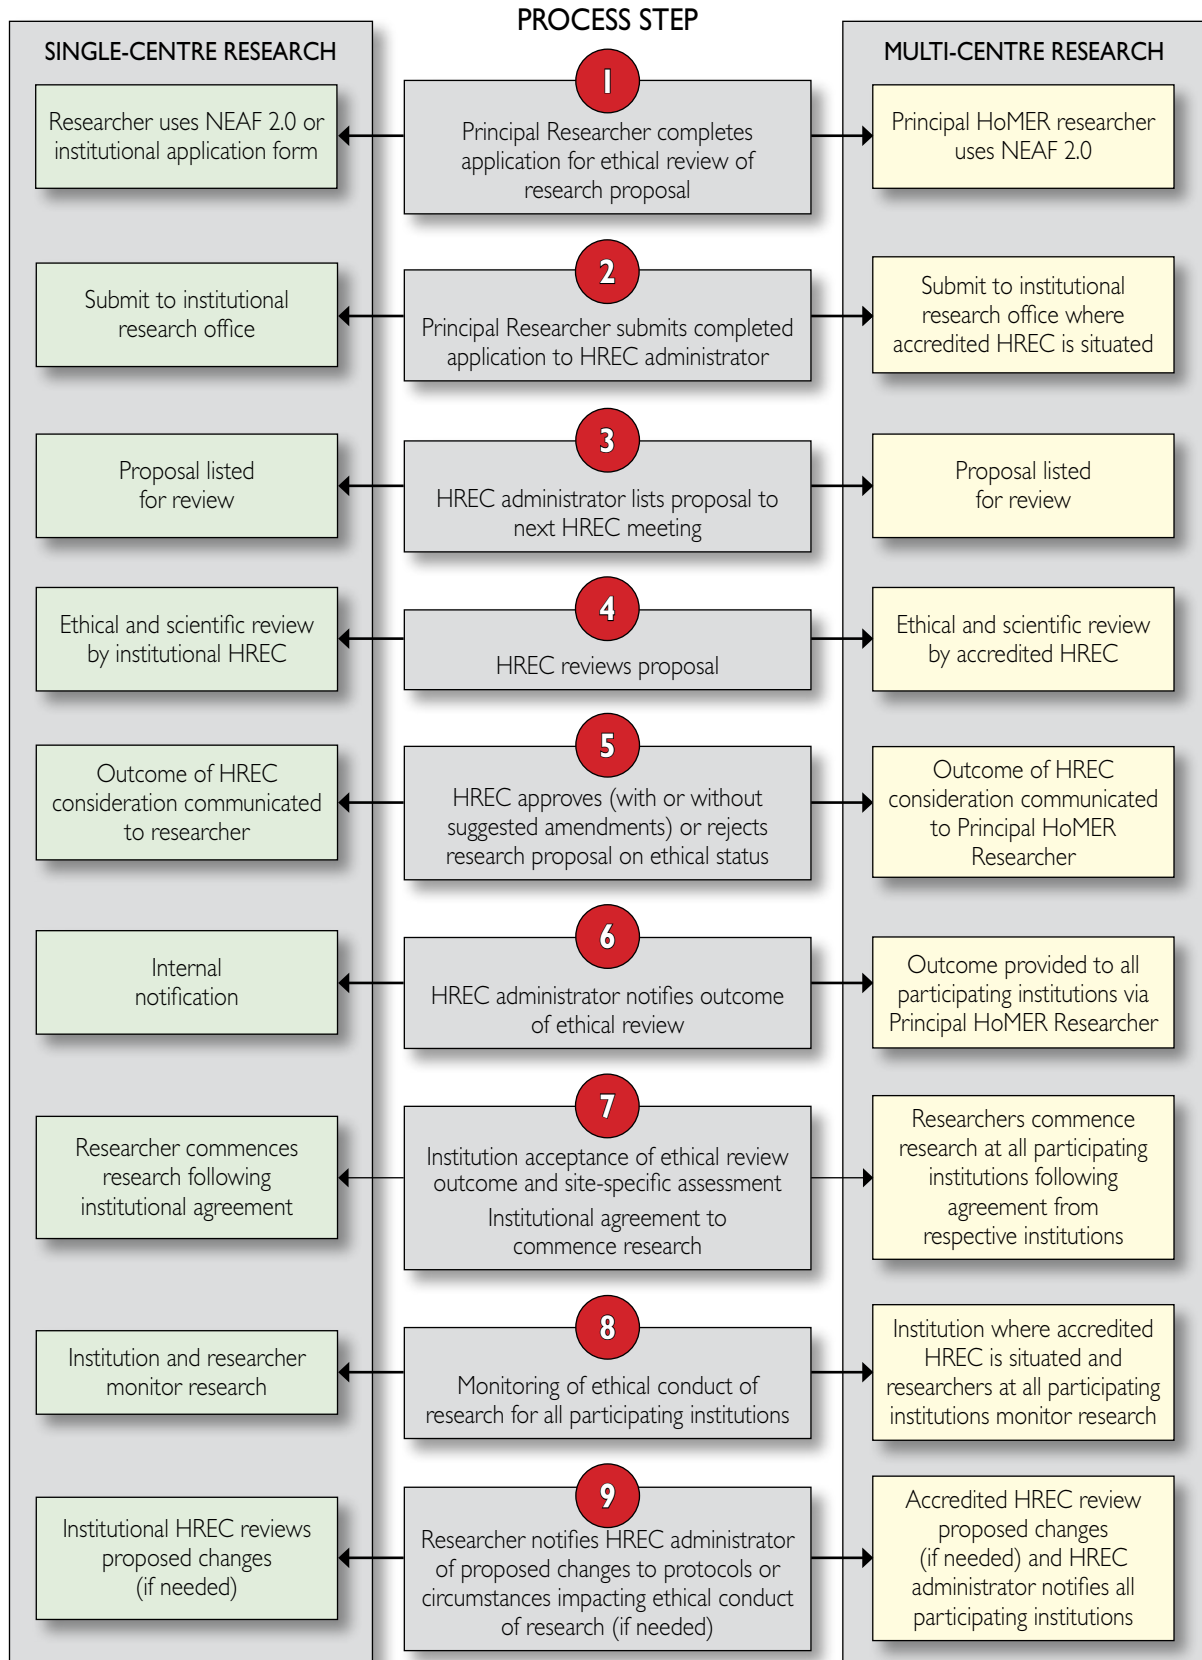 PROCESS STEP
SINGLE-CENTRE RESEARCH
MULTI-CENTRE RESEARCH
1
Researcher uses NEAF 2.0 or
institutional application form
Principal Researcher completes
application for ethical review of
research proposal
Principal HoMER researcher
uses NEAF 2.0
2
Submit to institutional
research office
Principal Researcher submits completed
application to HREC administrator
Submit to institutional
research office where
accredited HREC is situated
3
Proposal listed
for review
HREC administrator lists proposal to
next HREC meeting
Proposal listed
for review
4
Ethical and scientific review
by institutional HREC
HREC reviews proposal
Ethical and scientific review
by accredited HREC
5
Outcome of HREC
consideration communicated
to researcher
HREC approves (with or without
suggested amendments) or rejects
research proposal on ethical status
Outcome of HREC
consideration communicated
to Principal HoMER
Researcher
6
Internal
notification
HREC administrator notifies outcome
of ethical review
Outcome provided to all
participating institutions via
Principal HoMER Researcher
7
Researcher commences
research following
institutional agreement
Institution acceptance of ethical review
outcome and site-specific assessment
Institutional agreement to
commence research
Researchers commence
research at all participating
institutions following
agreement from
respective institutions
8
Institution and researcher
monitor research
Monitoring of ethical conduct of
research for all participating institutions
Institution where accredited
HREC is situated and
researchers at all participating
institutions monitor research
9
Institutional HREC reviews
proposed changes
(if needed)
Researcher notifies HREC administrator
of proposed changes to protocols or
circumstances impacting ethical conduct
of research (if needed)
Accredited HREC review
proposed changes
(if needed) and HREC
administrator notifies all
participating institutions